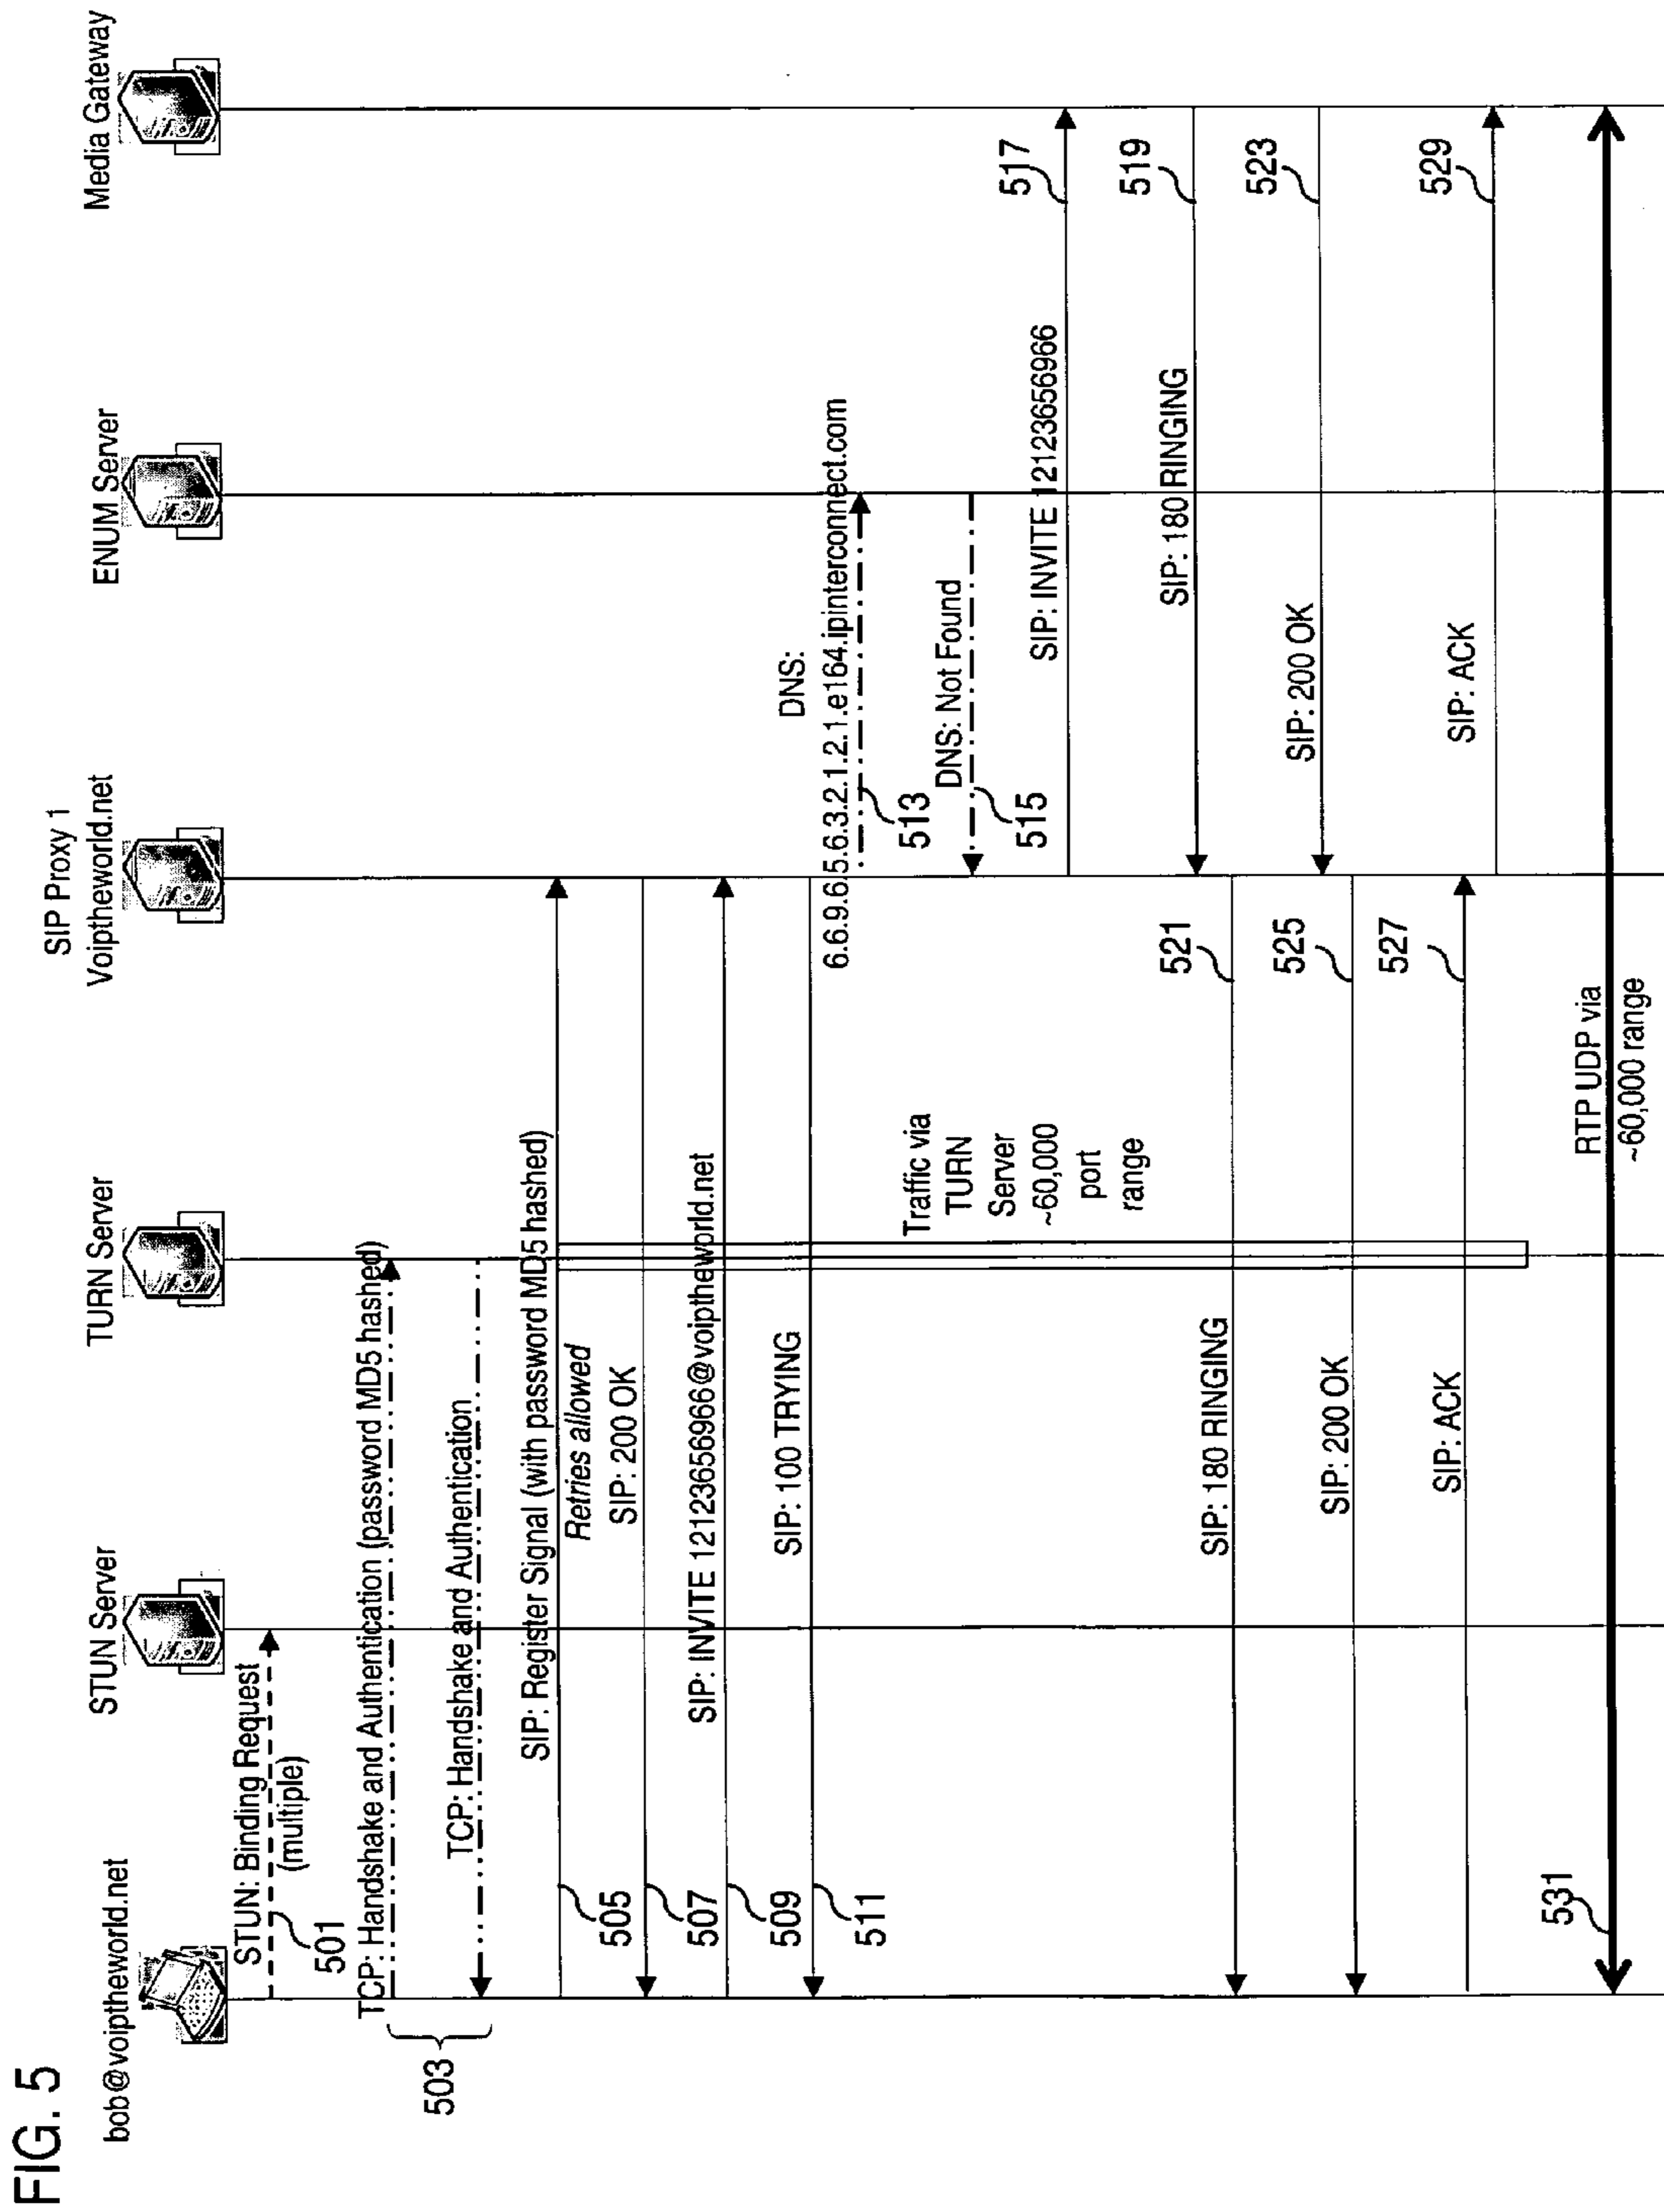 FIG. 5
bob@voiptheworld.net
STUN Server
TURN Server
SIP Proxy 1
Voiptheworld.net
ENUM Server
Media Gateway
STUN: Binding Request
(multiple)
501
TCP: Handshake and Authentication (password MD5 hashed)
503
TCP: Handshake and Authentication
SIP: Register Signal (with password MD5 hashed)
505
Retries allowed
SIP: 200 OK
507
SIP: INVITE 12123656966@voiptheworld.net
509
SIP: 100 TRYING
511
DNS:
6.6.9.6.5.6.3.2.1.2.1.e164.ipinterconnect.com
513
DNS: Not Found
515
Traffic via
TURN
Server
~60,000
port
range
SIP: INVITE 12123656966
517
SIP: 180 RINGING
519
SIP: 180 RINGING
521
SIP: 200 OK
523
SIP: 200 OK
525
SIP: ACK
527
SIP: ACK
529
RTP UDP via
~60,000 range
531